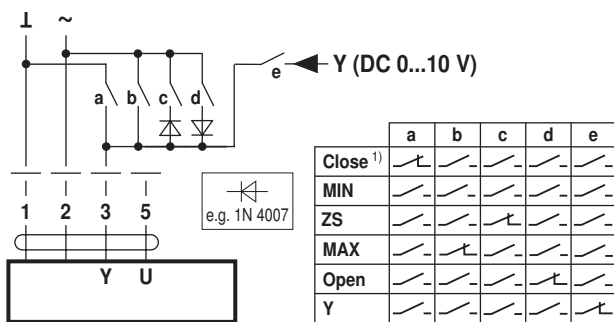 ⊥ ~
e Y (DC 0...10 V)
a b c d
1 2 3 5
e.g. 1N 4007
Y U
a b c d e
Close 1)
MIN
ZS
MAX
Open
Y